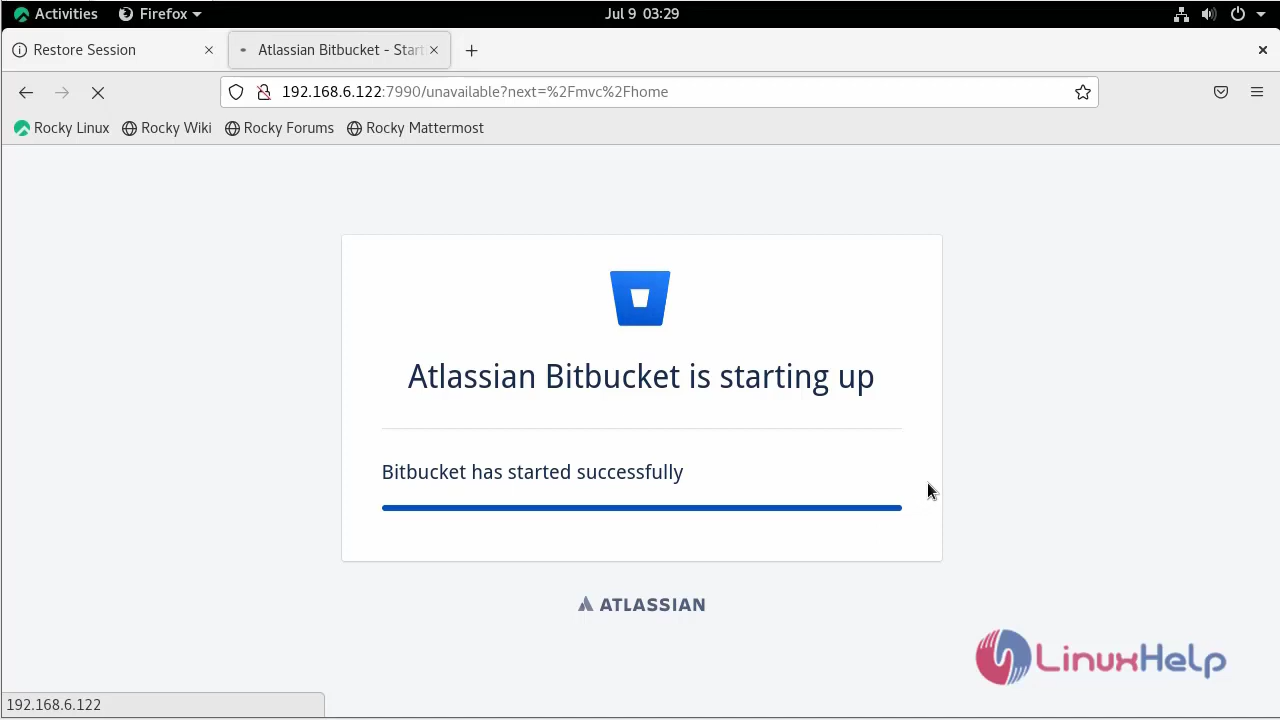 Activities Firefox Jul 9 03:29
Restore Session Atlassian Bitbucket - Star
192.168.6.122:7990/unavailable?next=%2Fmvc%2Fhome
Rocky Linux Rocky Wiki Rocky Forums Rocky Mattermost
Atlassian Bitbucket is starting up
Bitbucket has started successfully
ATLASSIAN
LinuxHelp
192.168.6.122